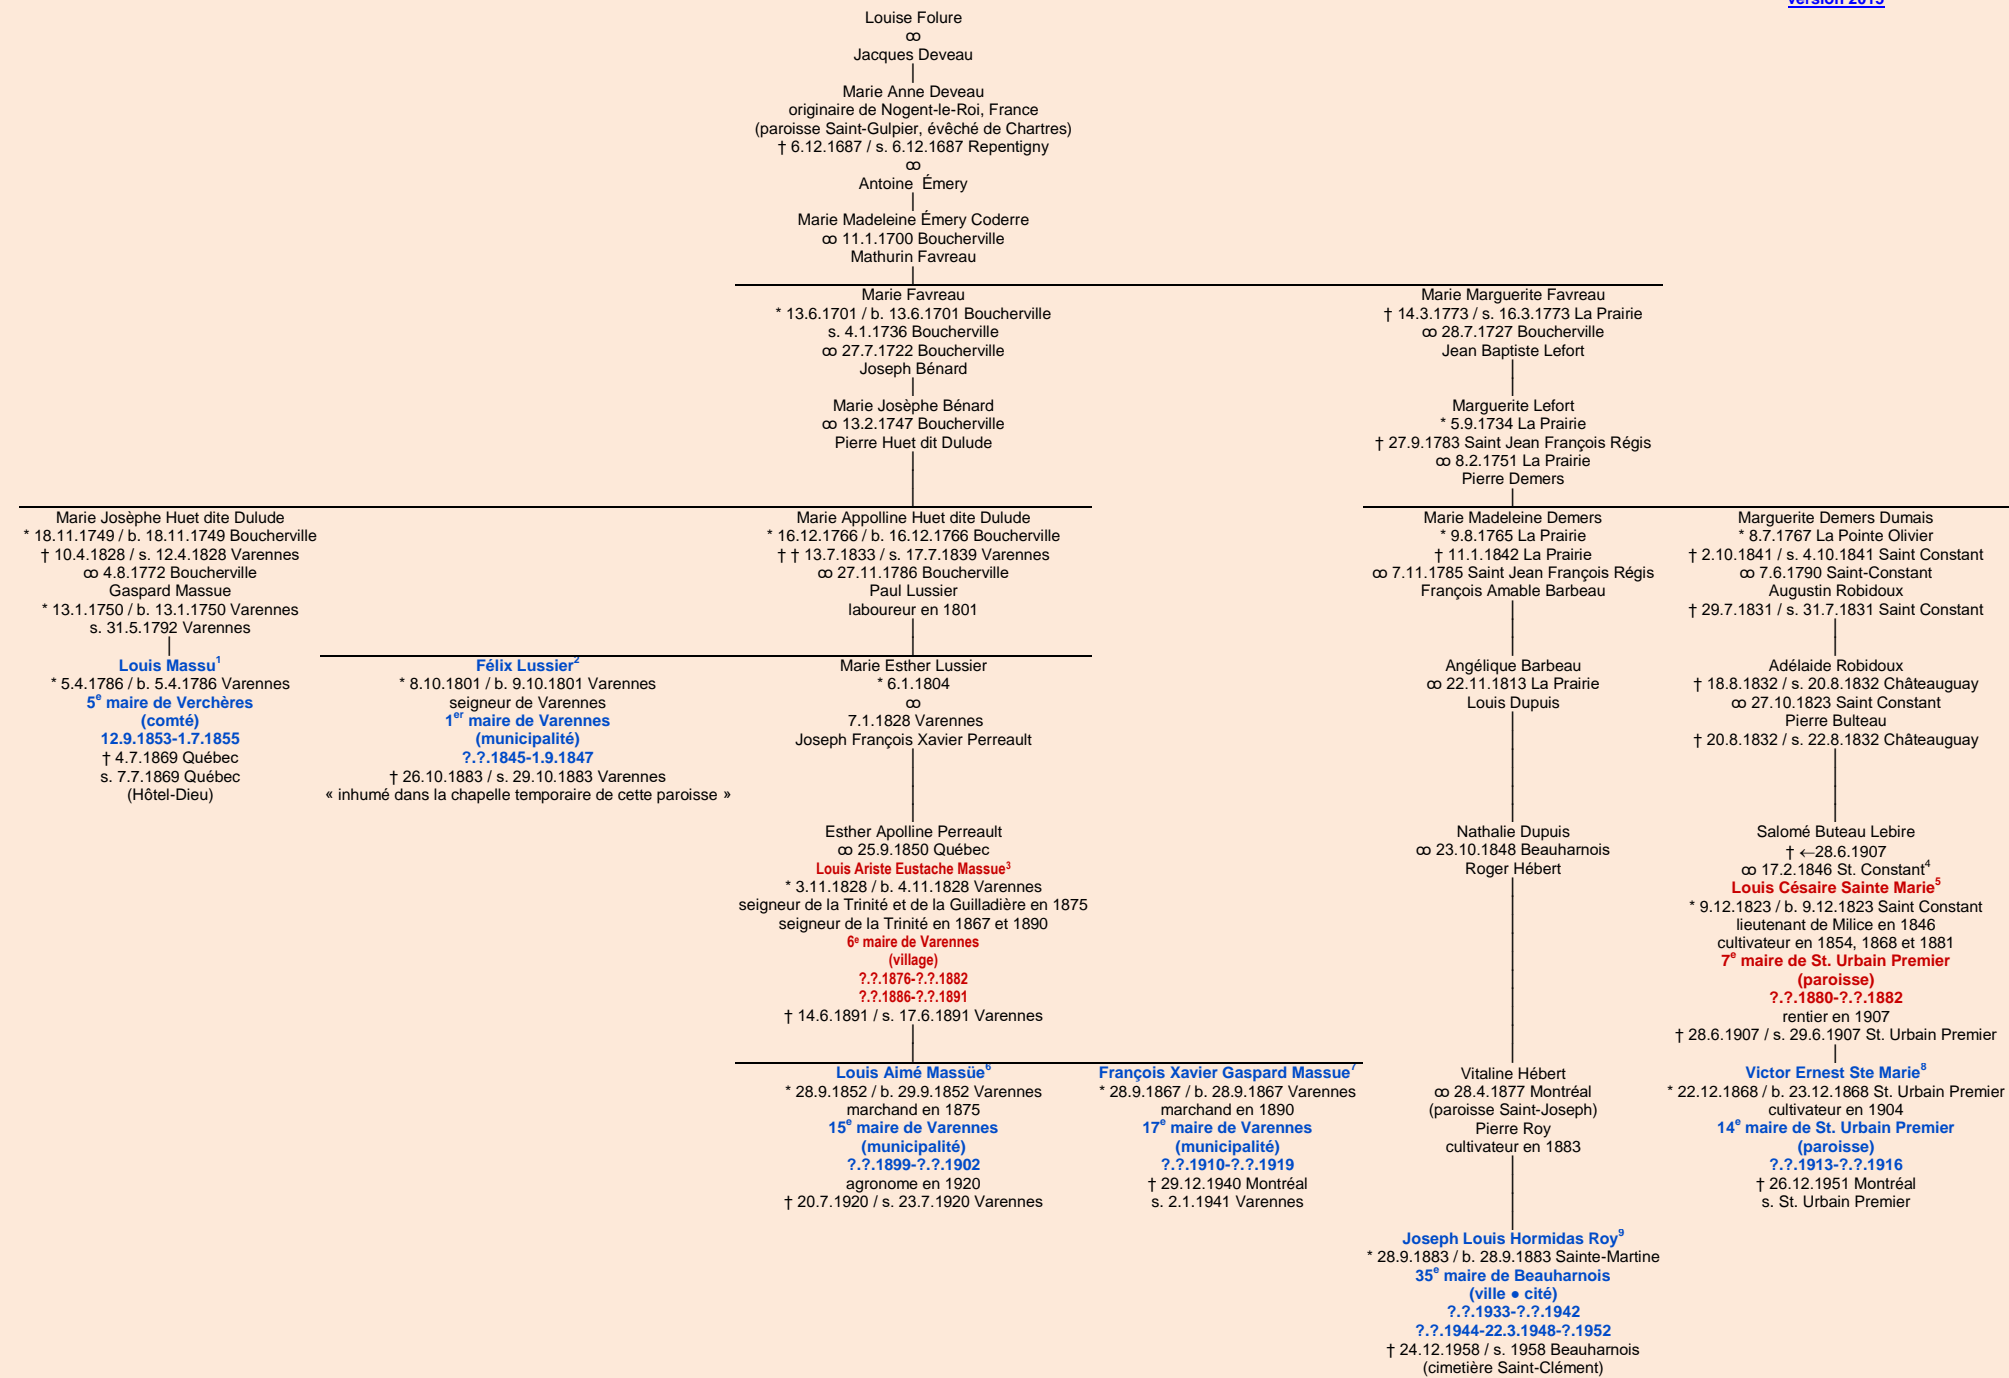 version 2015
Louise Folure
ꝏ
Jacques Deveau
Marie Anne Deveau
originaire de Nogent-le-Roi, France
(paroisse Saint-Gulpier, évêché de Chartres)
† 6.12.1687 / s. 6.12.1687 Repentigny
ꝏ
Antoine Émery
Marie Madeleine Émery Coderre
ꝏ 11.1.1700 Boucherville
Mathurin Favreau
Marie Favreau
* 13.6.1701 / b. 13.6.1701 Boucherville
s. 4.1.1736 Boucherville
ꝏ 27.7.1722 Boucherville
Joseph Bénard
Marie Marguerite Favreau
† 14.3.1773 / s. 16.3.1773 La Prairie
ꝏ 28.7.1727 Boucherville
Jean Baptiste Lefort
Marie Josèphe Bénard
ꝏ 13.2.1747 Boucherville
Pierre Huet dit Dulude
Marguerite Lefort
* 5.9.1734 La Prairie
† 27.9.1783 Saint Jean François Régis
ꝏ 8.2.1751 La Prairie
Pierre Demers
Marie Josèphe Huet dite Dulude
* 18.11.1749 / b. 18.11.1749 Boucherville
† 10.4.1828 / s. 12.4.1828 Varennes
ꝏ 4.8.1772 Boucherville
Gaspard Massue
* 13.1.1750 / b. 13.1.1750 Varennes
s. 31.5.1792 Varennes
Marie Appolline Huet dite Dulude
* 16.12.1766 / b. 16.12.1766 Boucherville
† † 13.7.1833 / s. 17.7.1839 Varennes
ꝏ 27.11.1786 Boucherville
Paul Lussier
laboureur en 1801
Marie Madeleine Demers
* 9.8.1765 La Prairie
† 11.1.1842 La Prairie
ꝏ 7.11.1785 Saint Jean François Régis
François Amable Barbeau
Marguerite Demers Dumais
* 8.7.1767 La Pointe Olivier
† 2.10.1841 / s. 4.10.1841 Saint Constant
ꝏ 7.6.1790 Saint-Constant
Augustin Robidoux
† 29.7.1831 / s. 31.7.1831 Saint Constant
Louis Massu¹
* 5.4.1786 / b. 5.4.1786 Varennes
5e maire de Verchères
(comté)
12.9.1853-1.7.1855
† 4.7.1869 Québec
s. 7.7.1869 Québec
(Hôtel-Dieu)
Félix Lussier²
* 8.10.1801 / b. 9.10.1801 Varennes
seigneur de Varennes
1er maire de Varennes
(municipalité)
?.?.1845-1.9.1847
† 26.10.1883 / s. 29.10.1883 Varennes
« inhumé dans la chapelle temporaire de cette paroisse »
Marie Esther Lussier
* 6.1.1804
ꝏ
7.1.1828 Varennes
Joseph François Xavier Perreault
Angélique Barbeau
ꝏ 22.11.1813 La Prairie
Louis Dupuis
Adélaide Robidoux
† 18.8.1832 / s. 20.8.1832 Châteauguay
ꝏ 27.10.1823 Saint Constant
Pierre Bulteau
† 20.8.1832 / s. 22.8.1832 Châteauguay
Esther Apolline Perreault
ꝏ 25.9.1850 Québec
Louis Ariste Eustache Massue³
* 3.11.1828 / b. 4.11.1828 Varennes
seigneur de la Trinité et de la Guilladière en 1875
seigneur de la Trinité en 1867 et 1890
6e maire de Varennes
(village)
?.?.1876-?.?.1882
?.?.1886-?.?.1891
† 14.6.1891 / s. 17.6.1891 Varennes
Nathalie Dupuis
ꝏ 23.10.1848 Beauharnois
Roger Hébert
Salomé Buteau Lebire
† ←28.6.1907
ꝏ 17.2.1846 St. Constant⁴
Louis Césaire Sainte Marie⁵
* 9.12.1823 / b. 9.12.1823 Saint Constant
lieutenant de Milice en 1846
cultivateur en 1854, 1868 et 1881
7e maire de St. Urbain Premier
(paroisse)
?.?.1880-?.?.1882
rentier en 1907
† 28.6.1907 / s. 29.6.1907 St. Urbain Premier
Louis Aimé Massüe⁶
* 28.9.1852 / b. 29.9.1852 Varennes
marchand en 1875
15e maire de Varennes
(municipalité)
?.?.1899-?.?.1902
agronome en 1920
† 20.7.1920 / s. 23.7.1920 Varennes
François Xavier Gaspard Massue⁷
* 28.9.1867 / b. 28.9.1867 Varennes
marchand en 1890
17e maire de Varennes
(municipalité)
?.?.1910-?.?.1919
† 29.12.1940 Montréal
s. 2.1.1941 Varennes
Vitaline Hébert
ꝏ 28.4.1877 Montréal
(paroisse Saint-Joseph)
Pierre Roy
cultivateur en 1883
Victor Ernest Ste Marie⁸
* 22.12.1868 / b. 23.12.1868 St. Urbain Premier
cultivateur en 1904
14e maire de St. Urbain Premier
(paroisse)
?.?.1913-?.?.1916
† 26.12.1951 Montréal
s. St. Urbain Premier
Joseph Louis Hormidas Roy⁹
* 28.9.1883 / b. 28.9.1883 Sainte-Martine
35e maire de Beauharnois
(ville ● cité)
?.?.1933-?.?.1942
?.?.1944-22.3.1948-?.1952
† 24.12.1958 / s. 1958 Beauharnois
(cimetière Saint-Clément)